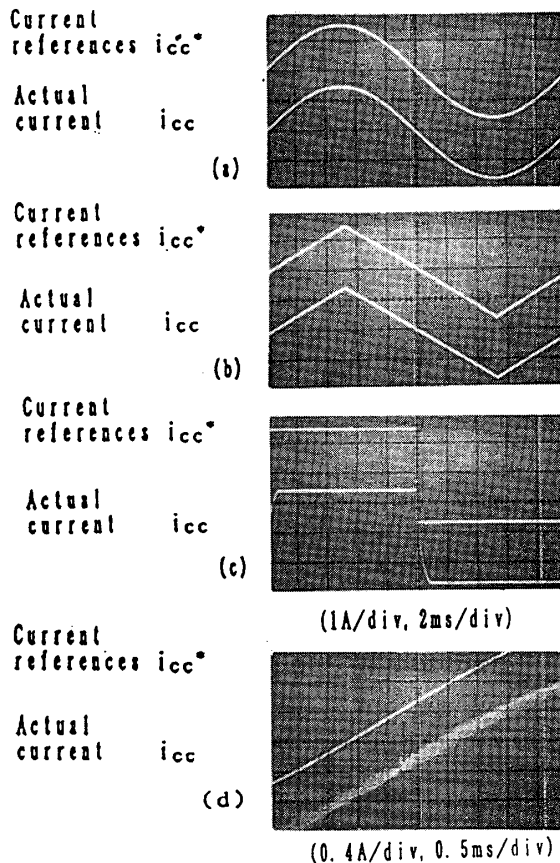 Current
references icc*
Actual
current icc
(a)
Current
references icc*
Actual
current icc
(b)
Current
references icc*
Actual
current icc
(c)
(1A/div, 2ms/div)
Current
references icc*
Actual
current icc
(d)
(0.4A/div, 0.5ms/div)